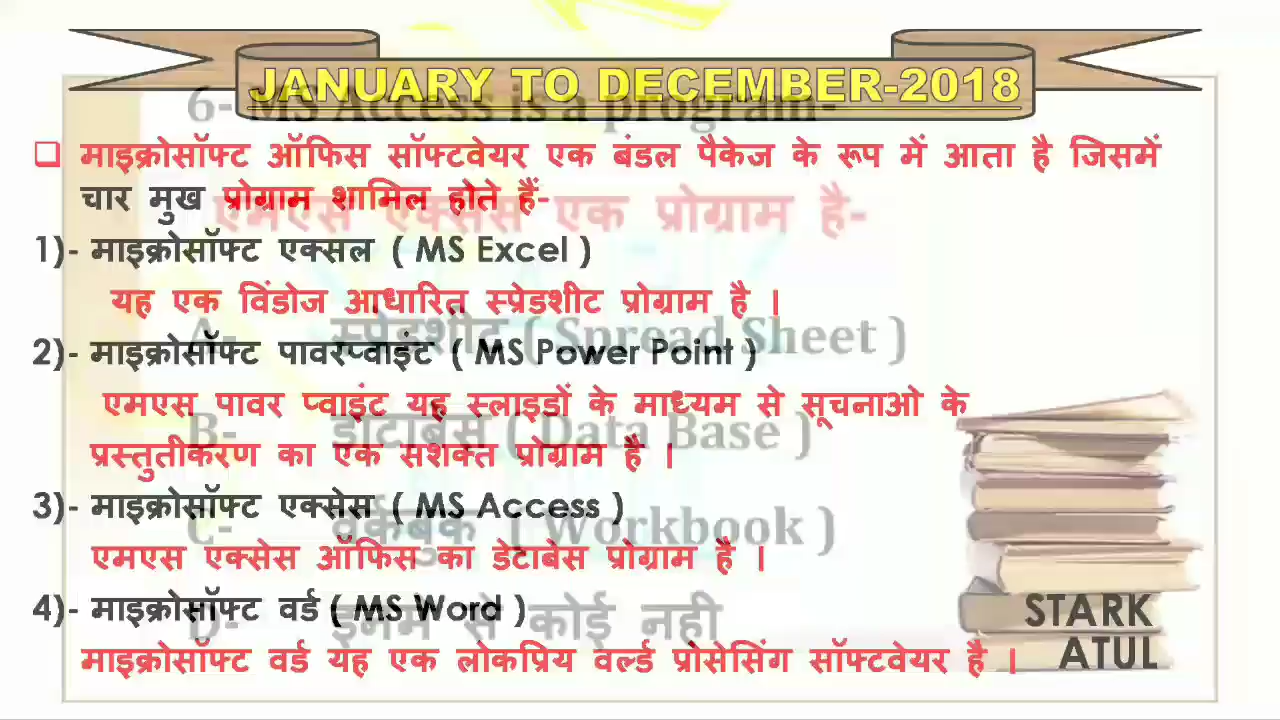 JANUARY TO DECEMBER-2018
6- MS Access is a program-
❑ माइक्रोसॉफ्ट ऑफिस सॉफ्टवेयर एक बंडल पैकेज के रूप में आता है जिसमें
चार मुख प्रोग्राम शामिल होते हैं-
एमएस एक्सेस एक प्रोग्राम है-
1)- माइक्रोसॉफ्ट एक्सल ( MS Excel )
यह एक विंडोज आधारित स्प्रेडशीट प्रोग्राम है ।
A- स्प्रेडशीट ( Spread Sheet )
2)- माइक्रोसॉफ्ट पावरप्वाइंट ( MS Power Point )
एमएस पावर प्वाइंट यह स्लाइडों के माध्यम से सूचनाओ के
B- डाटाबेस ( Data Base )
प्रस्तुतीकरण का एक सशक्त प्रोग्राम है ।
3)- माइक्रोसॉफ्ट एक्सेस ( MS Access )
C- वर्कबुक ( Workbook )
एमएस एक्सेस ऑफिस का डेटाबेस प्रोग्राम है ।
4)- माइक्रोसॉफ्ट वर्ड ( MS Word )
D- इनमे से कोई नही
माइक्रोसॉफ्ट वर्ड यह एक लोकप्रिय वर्ल्ड प्रोसेसिंग सॉफ्टवेयर है ।
STARK
ATUL